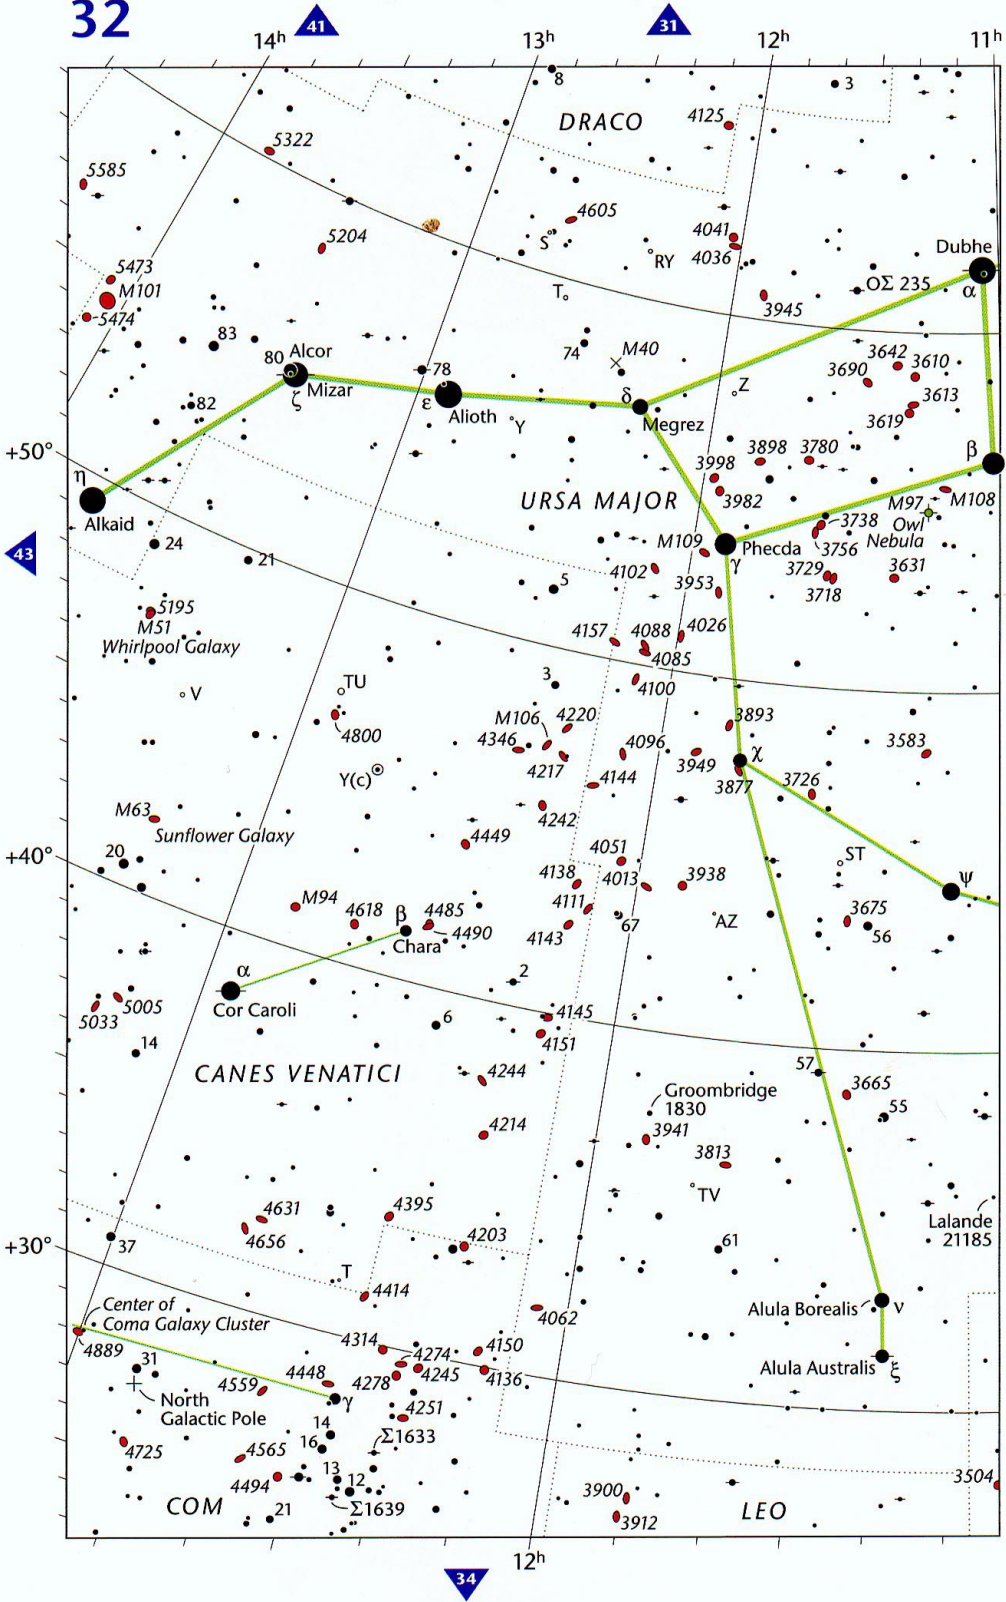 32
41
31
14h
13h
12h
11h
8
3
DRACO
4125
5322
5585
4605
S
4041
4036
RY
5204
Dubhe
α
5473
M101
5474
T
OΣ 235
3945
83
80
Alcor
Mizar
ζ
78
74
M40
3690
3642
3610
3613
3619
82
ε
Alioth
Y
δ
Megrez
Z
+50°
η
Alkaid
3898
3780
β
3998
3982
URSA MAJOR
M97
Owl
Nebula
M108
43
24
21
M109
Phecda
γ
3738
3756
5
4102
3953
3729
3718
3631
5195
M51
Whirlpool Galaxy
4157
4088
4085
4026
V
TU
3
4100
4800
M106
4220
3893
4346
4217
4096
3949
χ
3583
Y(c)
4144
3877
3726
M63
Sunflower Galaxy
4242
4449
+40°
20
4051
ST
4138
4013
3938
ψ
M94
4618
β
Chara
4485
4490
4111
4143
67
AZ
3675
56
α
Cor Caroli
2
5033
5005
4145
6
4151
14
CANES VENATICI
4244
57
3665
Groombridge
1830
55
4214
3941
3813
TV
4631
4656
4395
Lalande
21185
+30°
37
4203
61
T
4414
4062
Alula Borealis
ν
Center of
Coma Galaxy Cluster
4889
4314
4274
4150
31
4448
4278
4245
4136
Alula Australis
ξ
North
Galactic Pole
4559
γ
4251
14
Σ1633
4725
16
4565
13
4494
12
3504
COM
21
Σ1639
3900
3912
LEO
12h
34